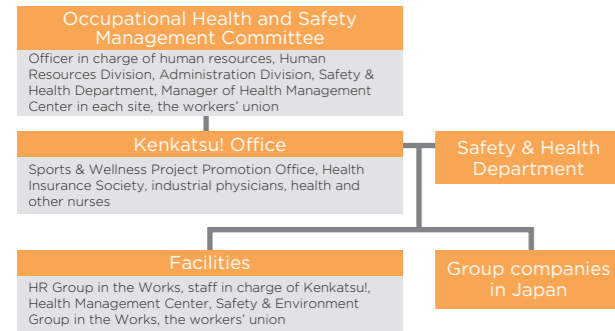 Occupational Health and Safety
Management Committee
Officer in charge of human resources, Human
Resources Division, Administration Division, Safety &
Health Department, Manager of Health Management
Center in each site, the workers' union
Kenkatsu! Office
Sports & Wellness Project Promotion Office, Health
Insurance Society, industrial physicians, health and
other nurses
Safety & Health
Department
Facilities
HR Group in the Works, staff in charge of Kenkatsu!,
Health Management Center, Safety & Environment
Group in the Works, the workers' union
Group companies
in Japan